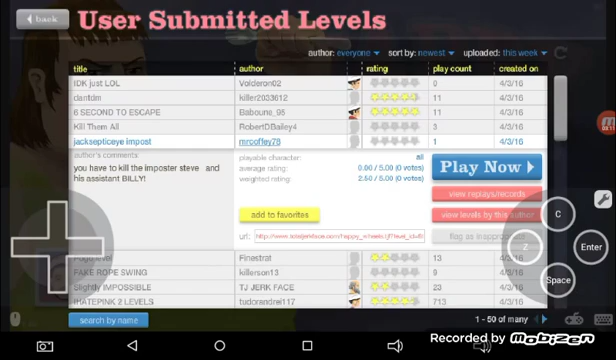 back
User Submitted Levels
author: everyone sort by: newest uploaded: this week
title author rating play count created on
IDK just LOL Volderon02 0 4/3/16
dantdm killer2033612 8 4/3/16
6 SECOND TO ESCAPE Baboune_95 11 4/3/16
Kill Them All RobertDBailey4 3 4/3/16
jacksepticeye impost mrooffey78 1 4/3/16
author's comments
you have to kill the imposter steve and
his assistant BILLY!
playable character: all
average rating: 0.00 / 5.00 (0 votes)
weighted rating: 2.50 / 5.00 (0 votes)
Play Now
view replays/records
add to favorites
view levels by this author
url:
flag as inappropriate
C
Z
Enter
Space
Pogo level Finestrat 13 4/3/16
FAKE ROPE SWING killerson13 9 4/3/16
Slightly IMPOSSIBLE TJ JERK FACE 23 4/3/16
IHATEPINK 2 LEVELS tudorandrei117 713 4/3/16
search by name
1 - 50 of many
Recorded by MOBIZEN